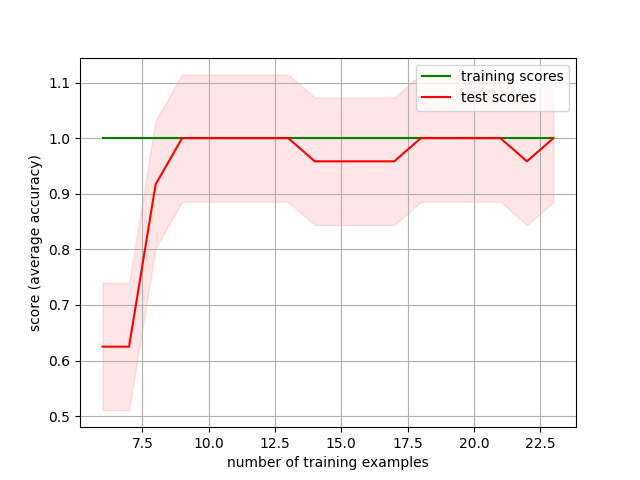 training scores
test scores
1.1
1.0
0.9
0.8
0.7
0.6
0.5
score (average accuracy)
7.5 10.0 12.5 15.0 17.5 20.0 22.5
number of training examples